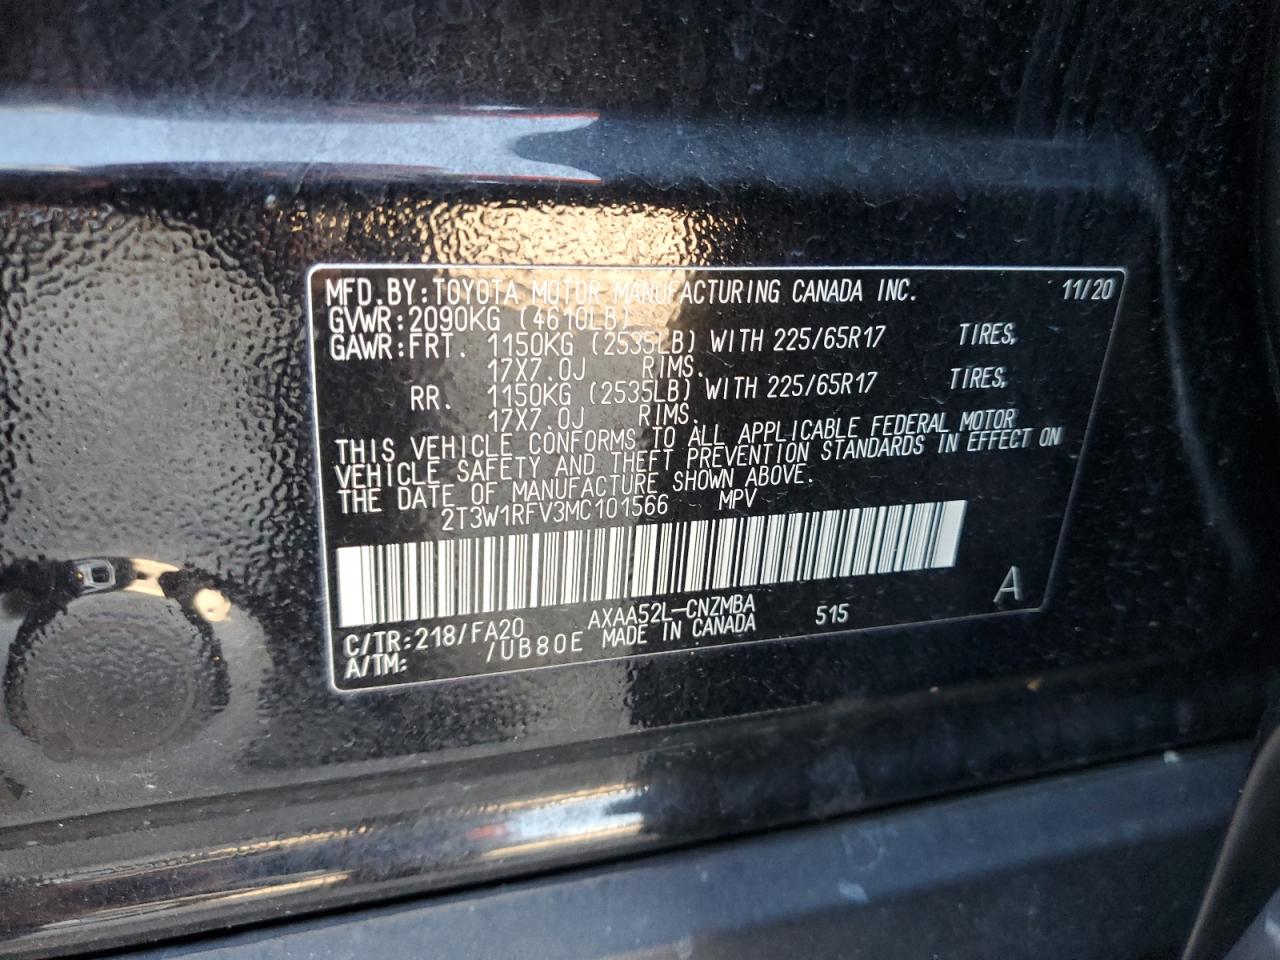 MFD.BY:TOYOTA MOTOR MANUFACTURING CANADA INC. 11/20
GVWR:2090KG (4610LB)
GAWR:FRT. 1150KG (2535LB) WITH 225/65R17 TIRES,
17X7.0J RIMS.
RR. 1150KG (2535LB) WITH 225/65R17 TIRES,
17X7.0J RIMS.
THIS VEHICLE CONFORMS TO ALL APPLICABLE FEDERAL MOTOR
VEHICLE SAFETY AND THEFT PREVENTION STANDARDS IN EFFECT ON
THE DATE OF MANUFACTURE SHOWN ABOVE.
2T3W1RFV3MC101566 MPV
A
C/TR:218/FA20 AXAA52L-CNZMBA 515
A/TM: /UB80E MADE IN CANADA